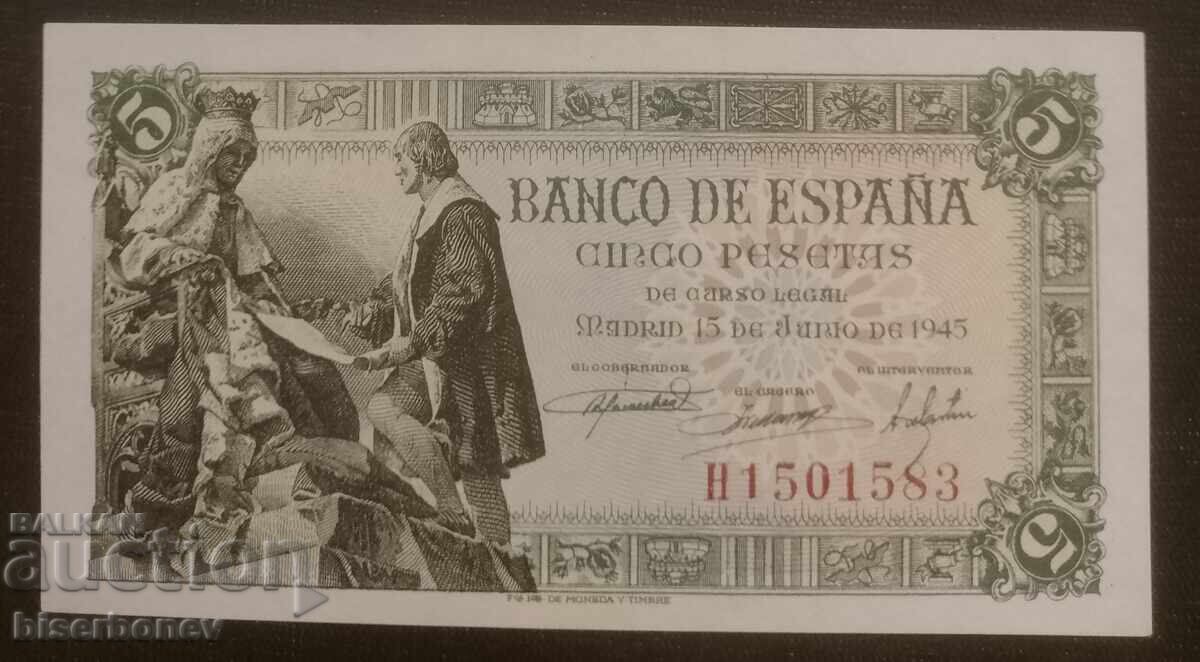 5
5
BANCO DE ESPAÑA
CINCO PESETAS
DE CURSO LEGAL
MADRID 15 DE JUNIO DE 1945
EL GOBERNADOR
EL CAJERO
EL INTERVENTOR
H1501583
5
DE MONEDA Y TIMBRE
BALKAN
auction
biserbonev